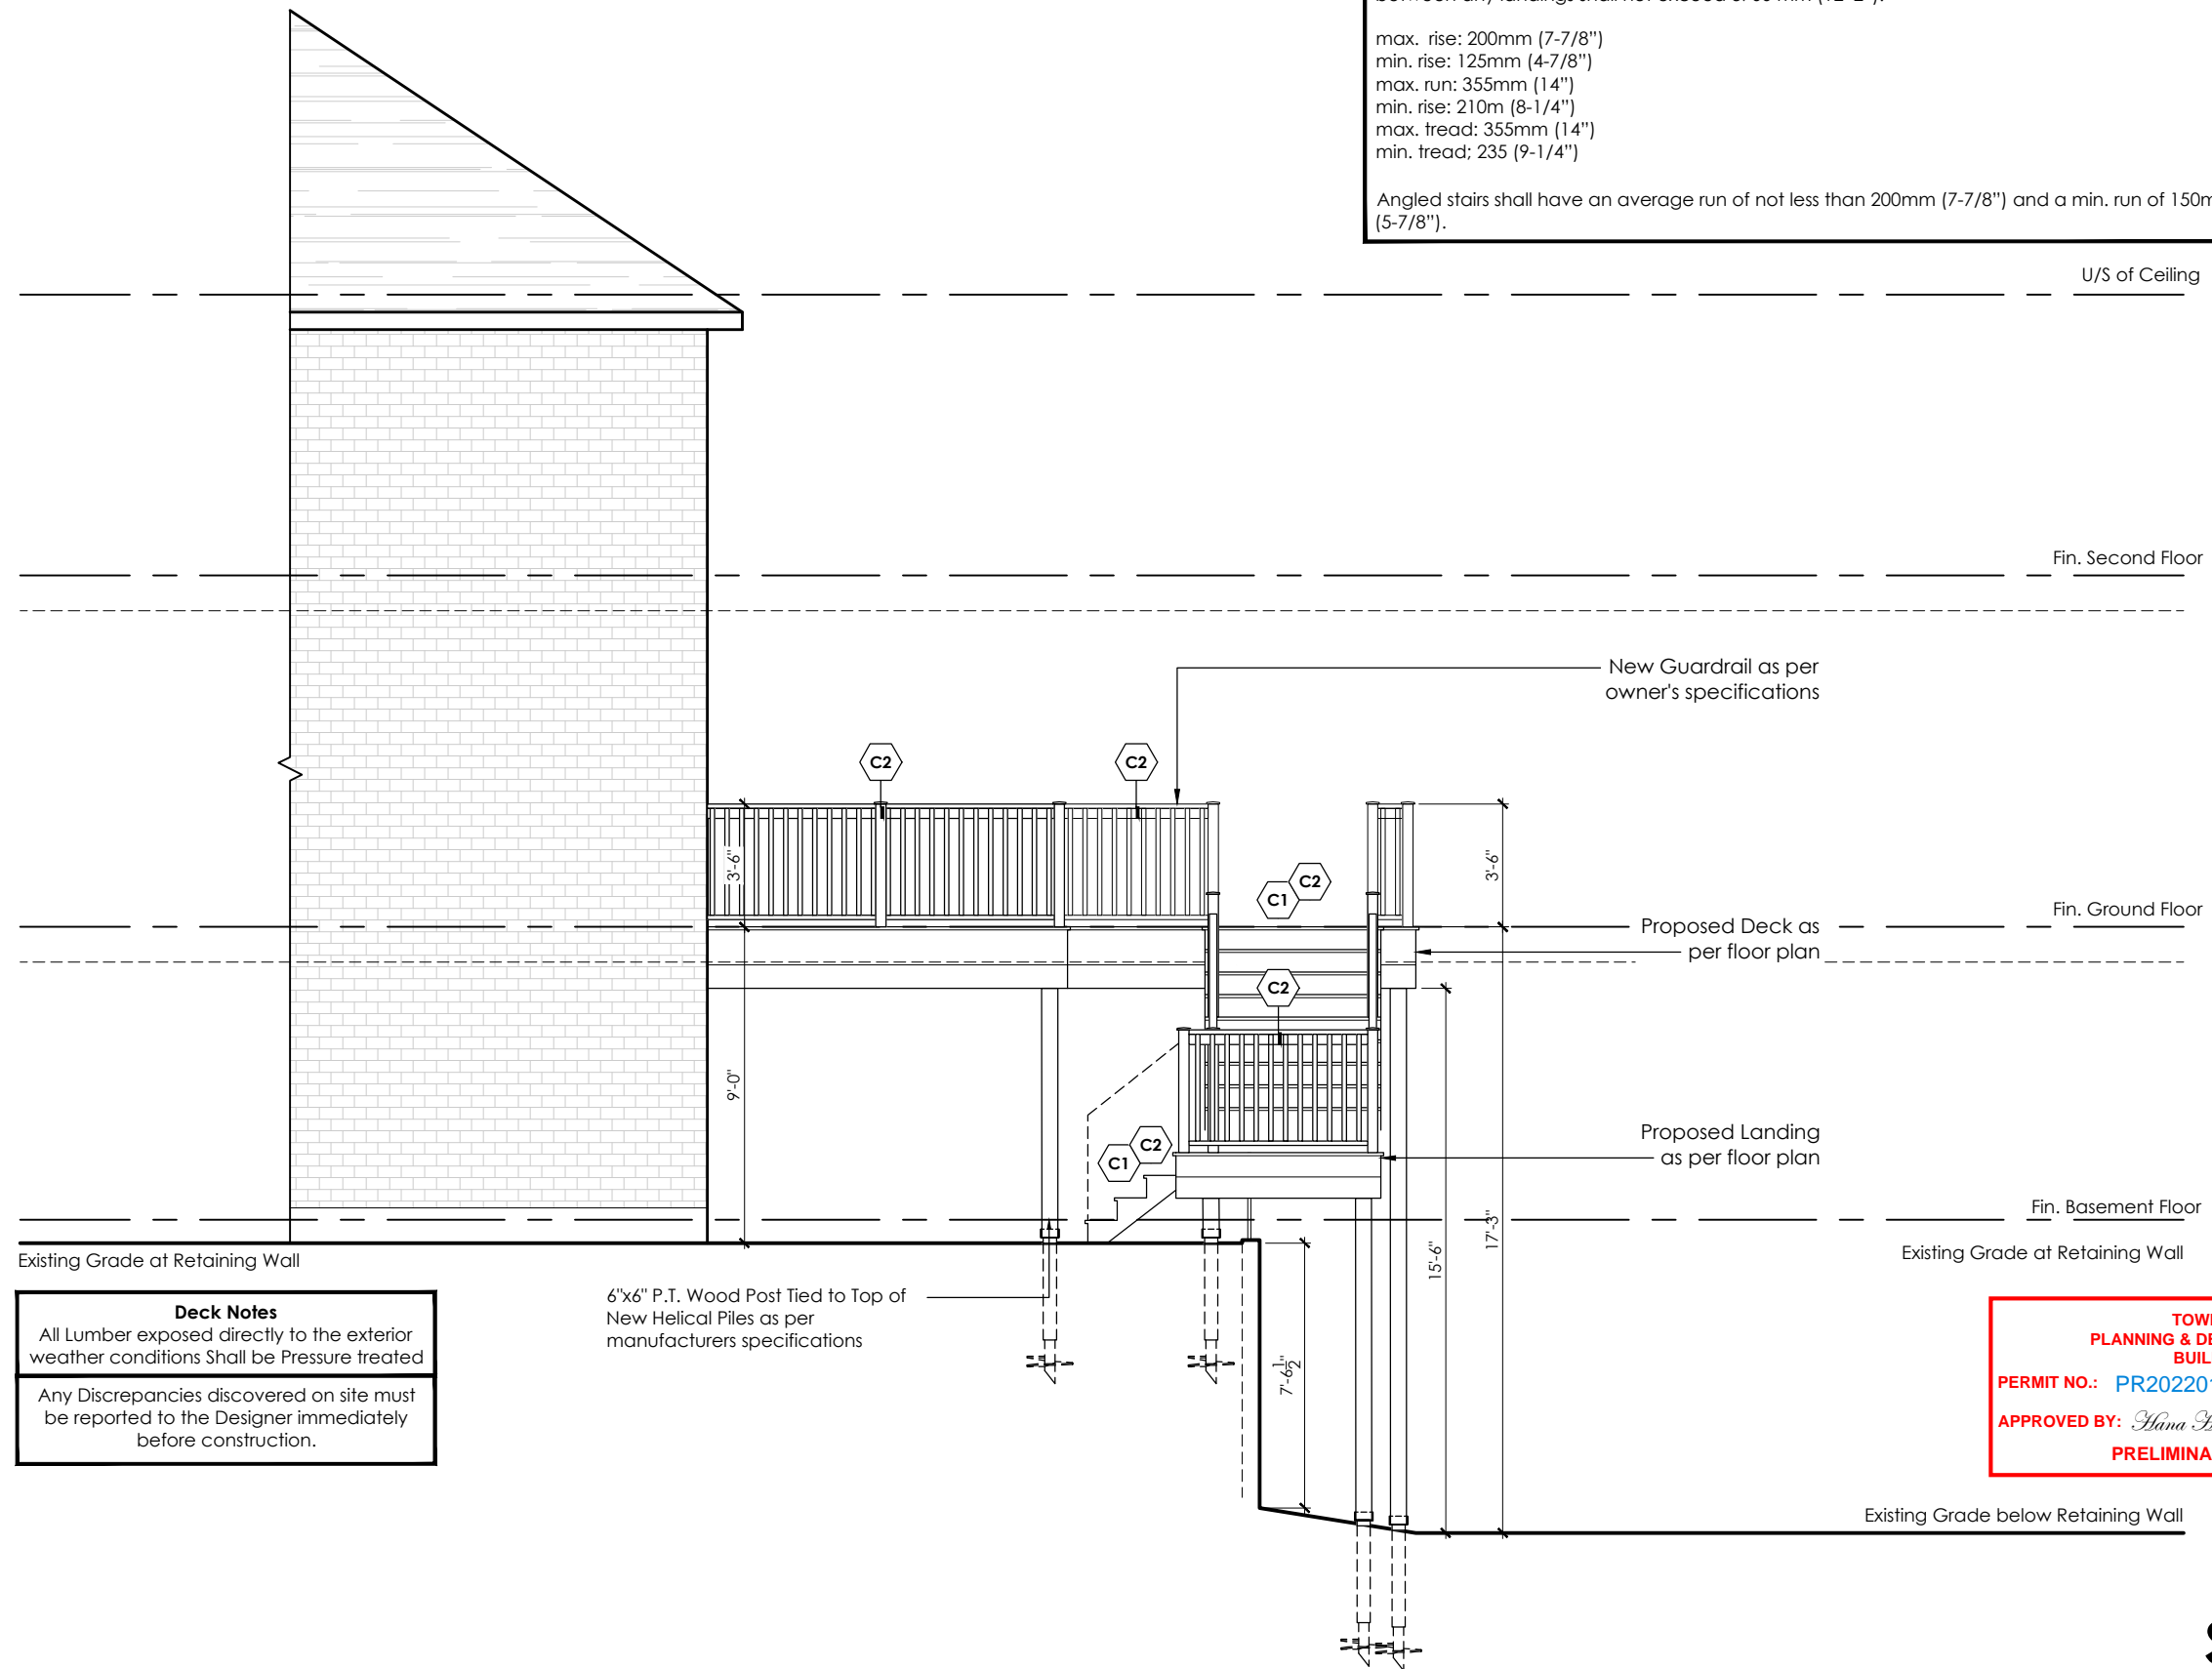 max. rise: 200mm (7-7/8")
min. rise: 125mm (4-7/8")
max. run: 355mm (14")
min. rise: 210m (8-1/4")
max. tread: 355mm (14")
min. tread; 235 (9-1/4")
Angled stairs shall have an average run of not less than 200mm (7-7/8") and a min. run of 150m
(5-7/8").
U/S of Ceiling
Fin. Second Floor
New Guardrail as per
owner's specifications
C2
C2
3'-6"
3'-6"
C1
C2
Fin. Ground Floor
Proposed Deck as
per floor plan
C2
9'-0"
Proposed Landing
as per floor plan
C1
C2
Fin. Basement Floor
17'-3"
15'-6"
Existing Grade at Retaining Wall
Existing Grade at Retaining Wall
6"x6" P.T. Wood Post Tied to Top of
New Helical Piles as per
manufacturers specifications
7'-6 1/2"
Deck Notes
All Lumber exposed directly to the exterior
weather conditions Shall be Pressure treated
Any Discrepancies discovered on site must
be reported to the Designer immediately
before construction.
PLANNING & DE
BUIL
PERMIT NO.: PR20220
APPROVED BY: Hana
PRELIMINA
Existing Grade below Retaining Wall